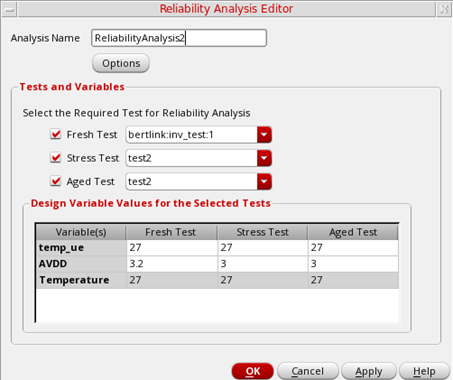 Reliability Analysis Editor
Analysis Name ReliabilityAnalysis2
Options
Tests and Variables
Select the Required Test for Reliability Analysis
Fresh Test bertlink:inv_test:1
Stress Test test2
Aged Test test2
Design Variable Values for the Selected Tests
Variable(s) Fresh Test Stress Test Aged Test
temp_ue 27 27 27
AVDD 3.2 3 3
Temperature 27 27 27
OK Cancel Apply Help